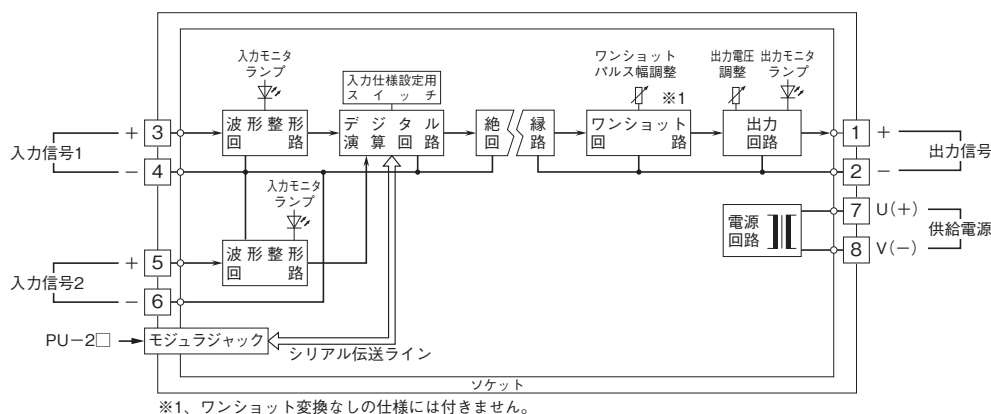 入力モニタ
ランプ
入力仕様設定用
スイッチ
ワンショット
パルス幅調整
※1
出力電圧
調整
出力モニタ
ランプ
入力信号1
+ 3
− 4
波形整形
回路
デジタル
演算回路
絶縁
回路
ワンショット
回路
出力
回路
1 +
2 −
出力信号
入力モニタ
ランプ
波形整形
回路
入力信号2
+ 5
− 6
電源
回路
7 U(+)
8 V(−)
供給電源
PU−2□
モジュラジャック
シリアル伝送ライン
ソケット
※1、ワンショット変換なしの仕様には付きません。